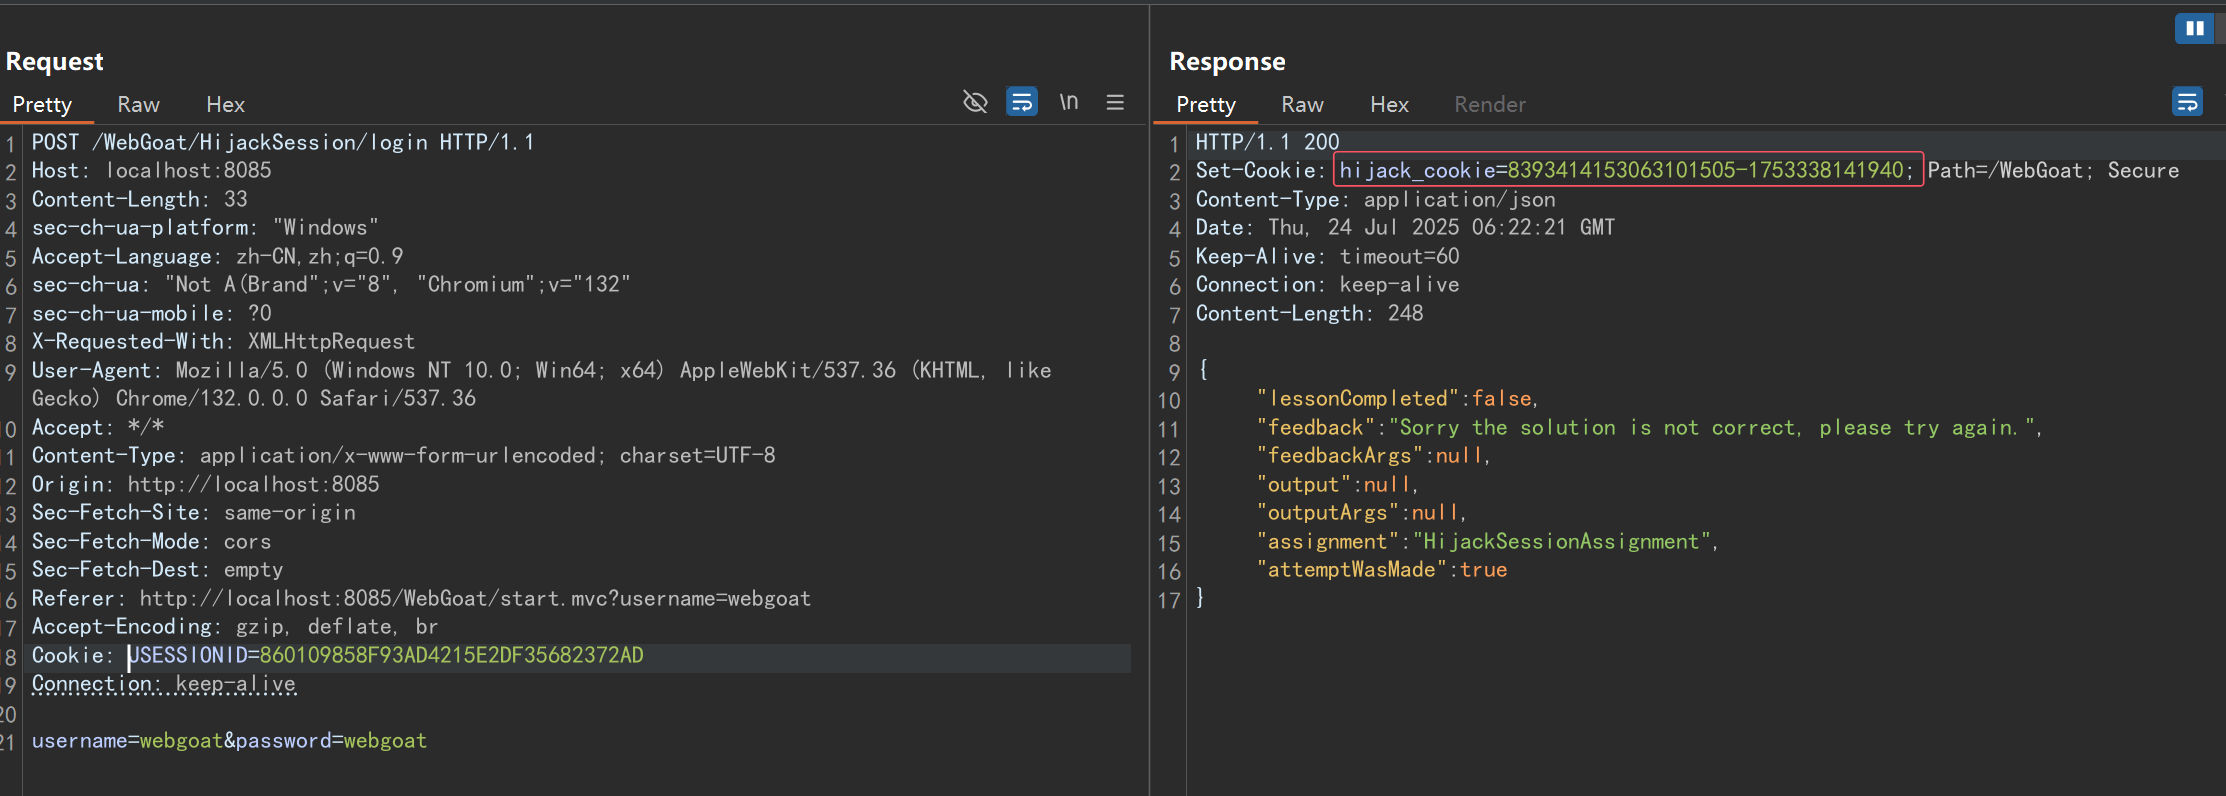 Request
Pretty Raw Hex \n
1 POST /WebGoat/HijackSession/login HTTP/1.1
2 Host: localhost:8085
3 Content-Length: 33
4 sec-ch-ua-platform: "Windows"
5 Accept-Language: zh-CN,zh;q=0.9
6 sec-ch-ua: "Not A(Brand";v="8", "Chromium";v="132"
7 sec-ch-ua-mobile: ?0
8 X-Requested-With: XMLHttpRequest
9 User-Agent: Mozilla/5.0 (Windows NT 10.0; Win64; x64) AppleWebKit/537.36 (KHTML, like
Gecko) Chrome/132.0.0.0 Safari/537.36
10 Accept: */*
11 Content-Type: application/x-www-form-urlencoded; charset=UTF-8
12 Origin: http://localhost:8085
13 Sec-Fetch-Site: same-origin
14 Sec-Fetch-Mode: cors
15 Sec-Fetch-Dest: empty
16 Referer: http://localhost:8085/WebGoat/start.mvc?username=webgoat
17 Accept-Encoding: gzip, deflate, br
18 Cookie: JSESSIONID=860109858F93AD4215E2DF35682372AD
19 Connection: keep-alive
20
21 username=webgoat&password=webgoat
Response
Pretty Raw Hex Render
1 HTTP/1.1 200
2 Set-Cookie: hijack_cookie=8393414153063101505-1753338141940; Path=/WebGoat; Secure
3 Content-Type: application/json
4 Date: Thu, 24 Jul 2025 06:22:21 GMT
5 Keep-Alive: timeout=60
6 Connection: keep-alive
7 Content-Length: 248
8
9 {
10 "lessonCompleted":false,
11 "feedback":"Sorry the solution is not correct, please try again.",
12 "feedbackArgs":null,
13 "output":null,
14 "outputArgs":null,
15 "assignment":"HijackSessionAssignment",
16 "attemptWasMade":true
17 }